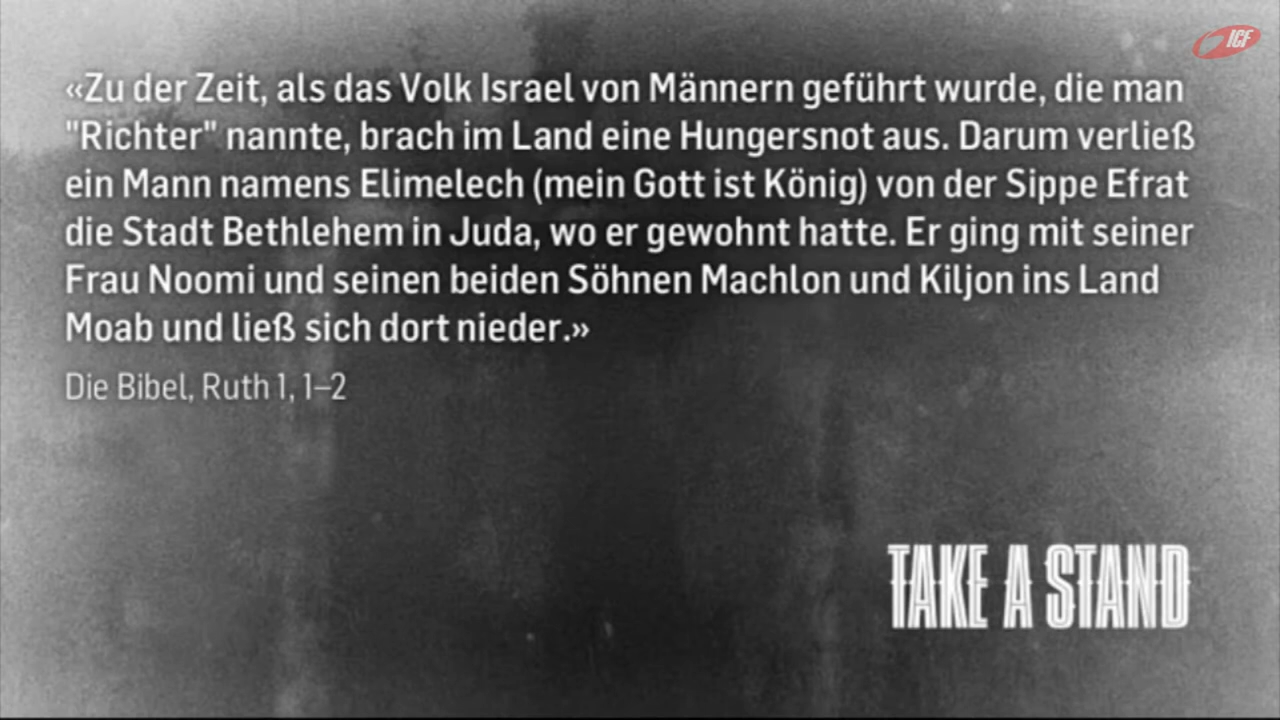 ICF
«Zu der Zeit, als das Volk Israel von Männern geführt wurde, die man
"Richter" nannte, brach im Land eine Hungersnot aus. Darum verließ
ein Mann namens Elimelech (mein Gott ist König) von der Sippe Efrat
die Stadt Bethlehem in Juda, wo er gewohnt hatte. Er ging mit seiner
Frau Noomi und seinen beiden Söhnen Machlon und Kiljon ins Land
Moab und ließ sich dort nieder.»
Die Bibel, Ruth 1, 1–2
TAKE A STAND